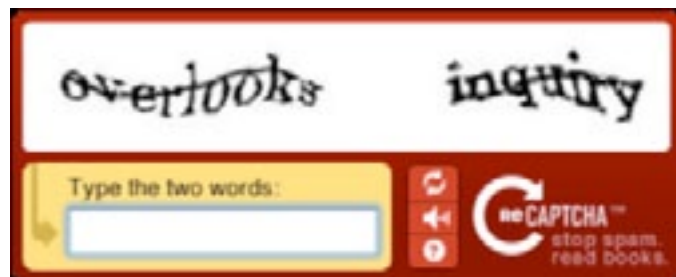 overlooks inquiry
Type the two words:
reCAPTCHA™
stop spam.
read books.